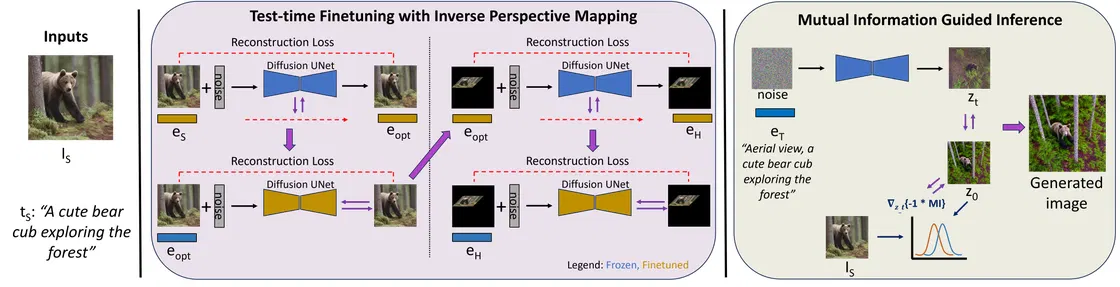 Inputs
I_S
t_S: “A cute bear
cub exploring the
forest”
Test-time Finetuning with Inverse Perspective Mapping
Reconstruction Loss
Diffusion UNet
+
noise
e_S
e_opt
Reconstruction Loss
Diffusion UNet
+
noise
e_opt
Reconstruction Loss
Diffusion UNet
+
noise
e_opt
e_H
Reconstruction Loss
Diffusion UNet
+
noise
e_H
Legend: Frozen, Finetuned
Mutual Information Guided Inference
noise
e_T
“Aerial view, a
cute bear cub
exploring the
forest”
z_t
z_0
∇z_t{-1 * MI}
I_S
Generated
image